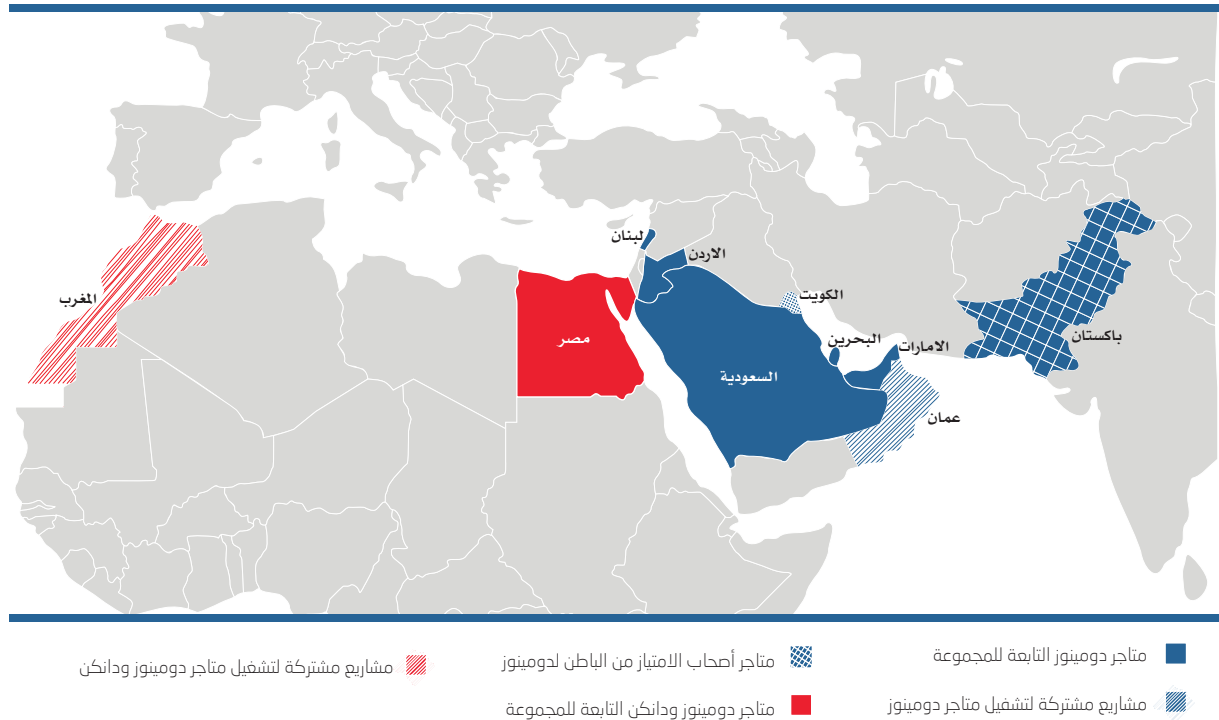 لبنان
الاردن
المغرب
الكويت
مصر
البحرين
الامارات
باكستان
السعودية
عمان
متاجر دومينوز التابعة للمجموعة
متاجر أصحاب الامتياز من الباطن لدومينوز
مشاريع مشتركة لتشغيل متاجر دومينوز ودانكن
مشاريع مشتركة لتشفيل متاجر دومينوز
متاجر دومينوز ودانكن التابعة للمجموعة